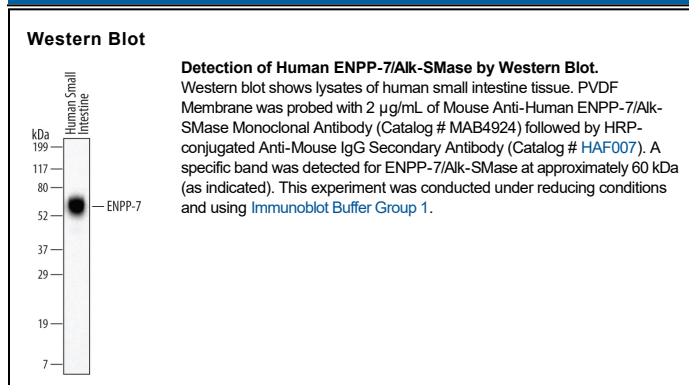 Western Blot
Human Small
Intestine
kDa
199
117
80
52
37
29
19
7
ENPP-7
Detection of Human ENPP-7/Alk-SMase by Western Blot.
Western blot shows lysates of human small intestine tissue. PVDF
Membrane was probed with 2 µg/mL of Mouse Anti-Human ENPP-7/Alk-
SMase Monoclonal Antibody (Catalog # MAB4924) followed by HRP-
conjugated Anti-Mouse IgG Secondary Antibody (Catalog # HAF007). A
specific band was detected for ENPP-7/Alk-SMase at approximately 60 kDa
(as indicated). This experiment was conducted under reducing conditions
and using Immunoblot Buffer Group 1.